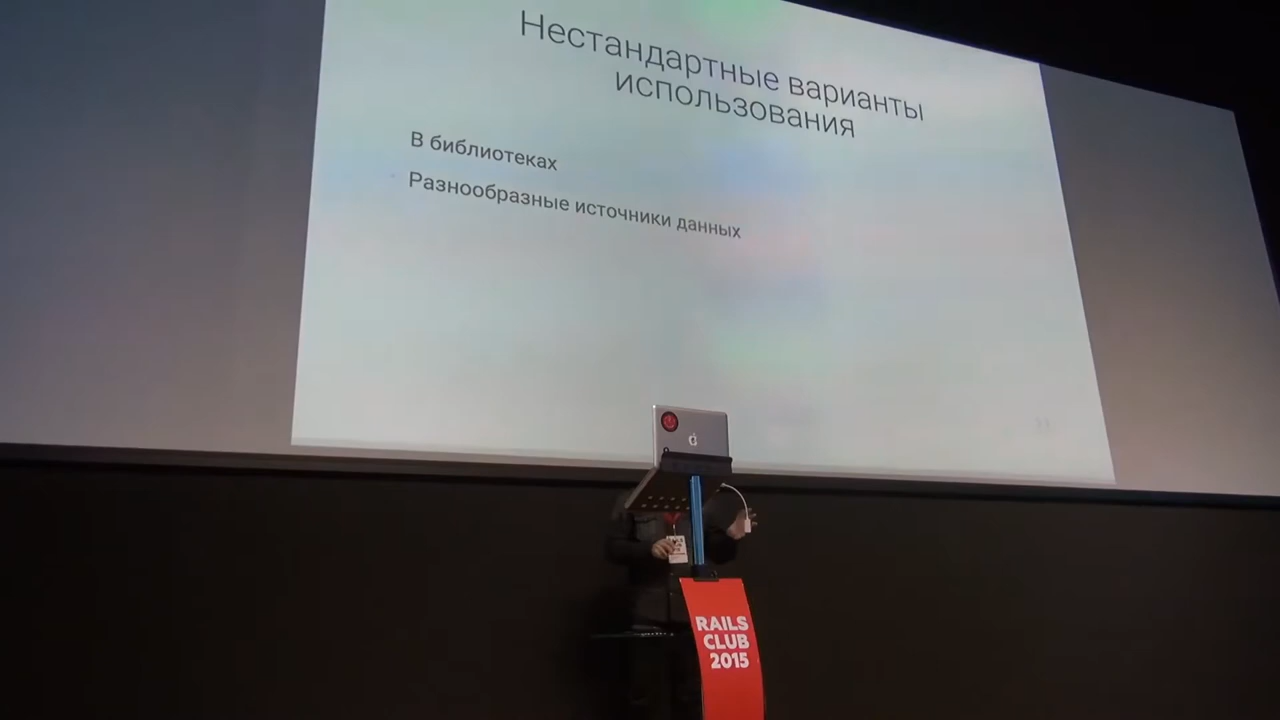 Нестандартные варианты
использования
В библиотеках
Разнообразные источники данных
RAILS
CLUB
2015